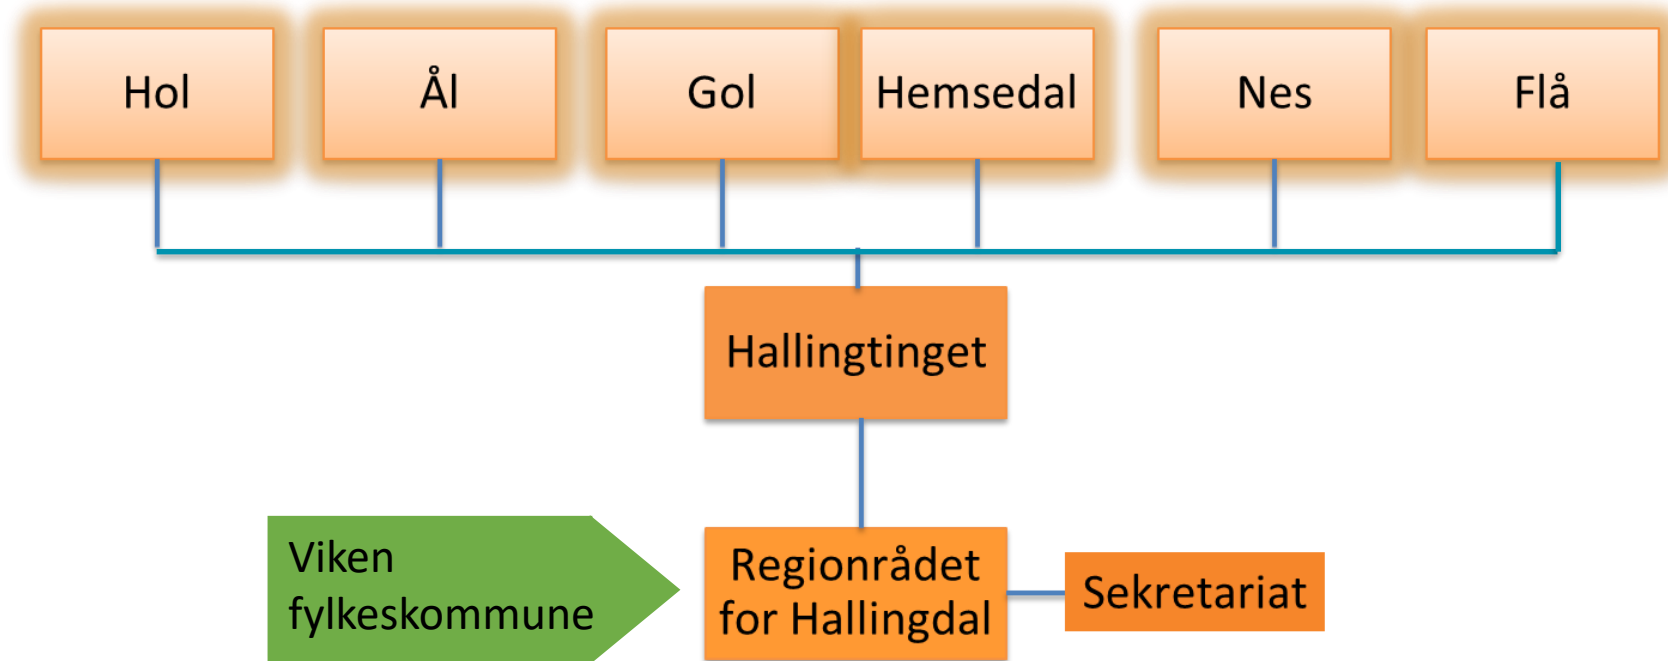 Hol
Ål
Gol
Hemsedal
Nes
Flå
Hallingtinget
Viken
fylkeskommune
Regionrådet
for Hallingdal
Sekretariat